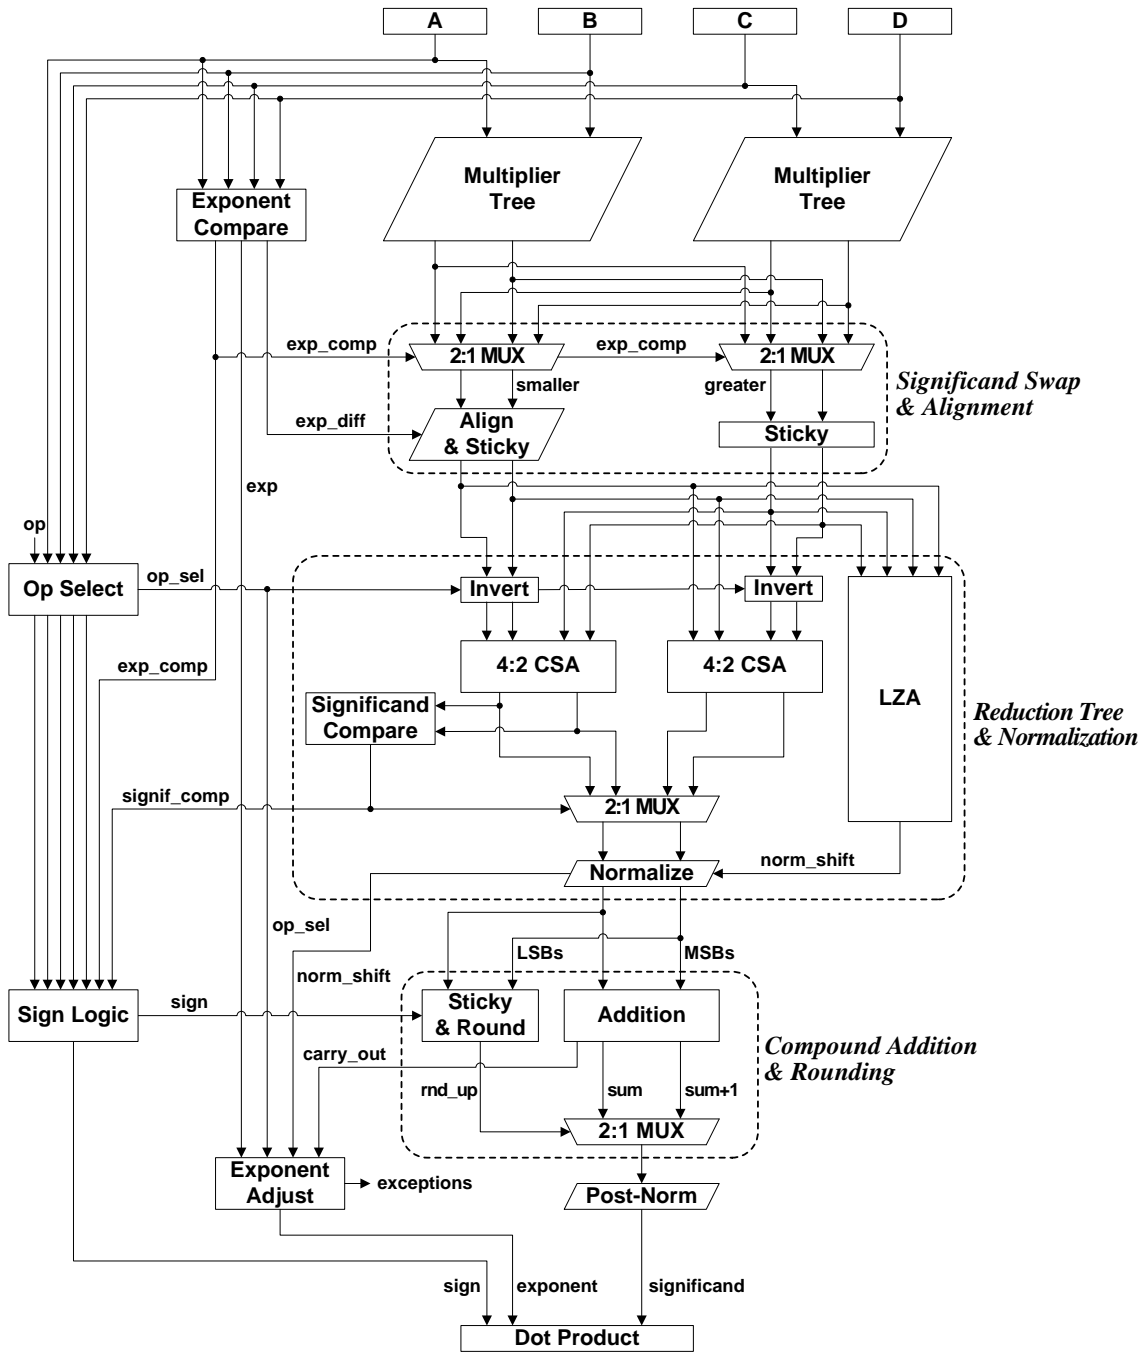 A
B
C
D
Multiplier
Tree
Multiplier
Tree
Exponent
Compare
exp_comp
2:1 MUX
exp_comp
2:1 MUX
smaller
greater
Significand Swap
& Alignment
exp_diff
Align
& Sticky
Sticky
exp
op
Op Select
op_sel
Invert
Invert
exp_comp
4:2 CSA
4:2 CSA
LZA
Significand
Compare
Reduction Tree
& Normalization
signif_comp
2:1 MUX
norm_shift
Normalize
op_sel
LSBs
MSBs
norm_shift
Sign Logic
sign
Sticky
& Round
Addition
Compound Addition
& Rounding
carry_out
rnd_up
sum
sum+1
2:1 MUX
Exponent
Adjust
exceptions
Post-Norm
sign
exponent
significand
Dot Product